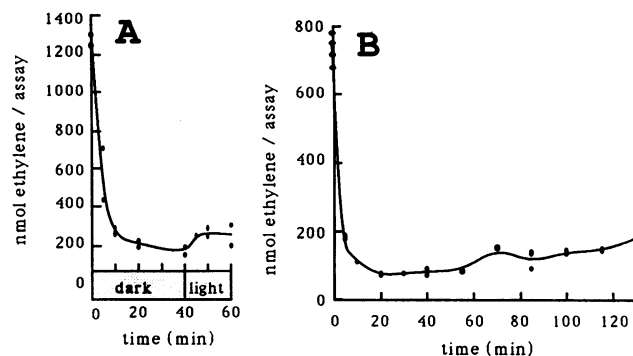 A
nmol ethylene / assay
1400
1200
1000
800
600
400
200
0
dark light
0 20 40 60
time (min)
B
nmol ethylene / assay
800
600
400
200
0
0 20 40 60 80 100 120
time (min)